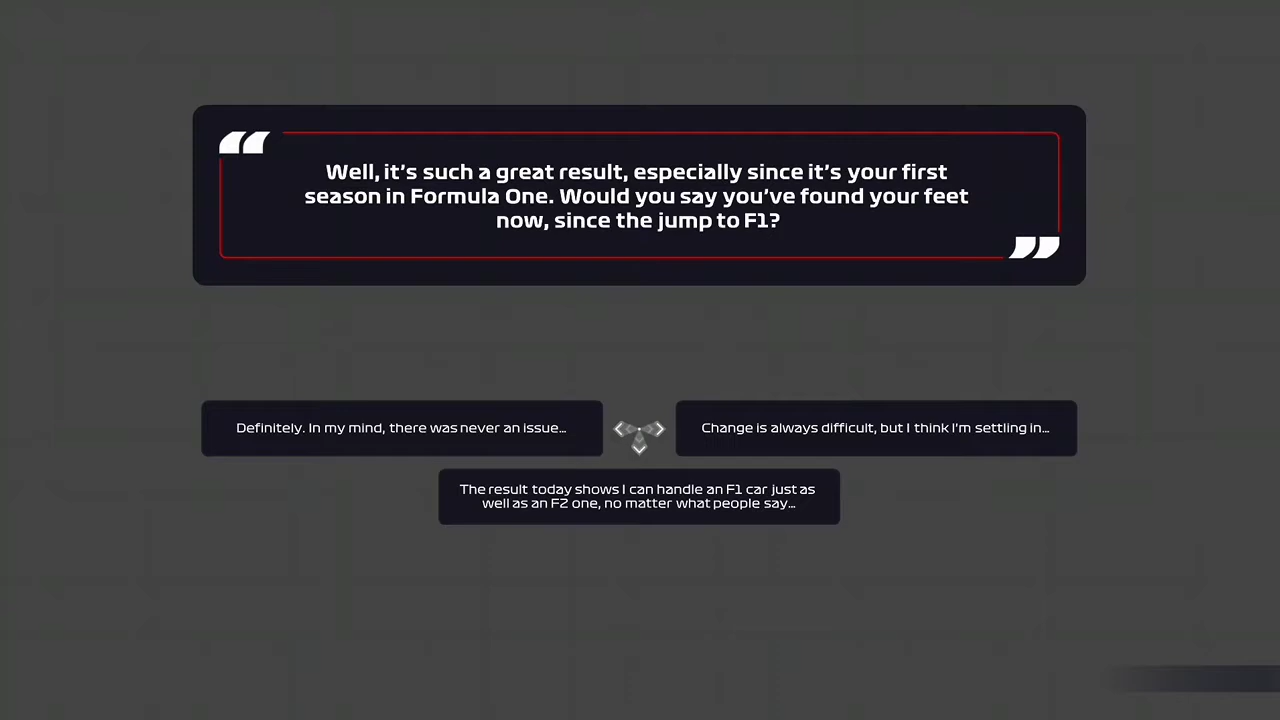 Well, it's such a great result, especially since it's your first
season in Formula One. Would you say you've found your feet
now, since the jump to F1?
Definitely. In my mind, there was never an issue...
Change is always difficult, but I think I'm settling in...
The result today shows I can handle an F1 car just as
well as an F2 one, no matter what people say...